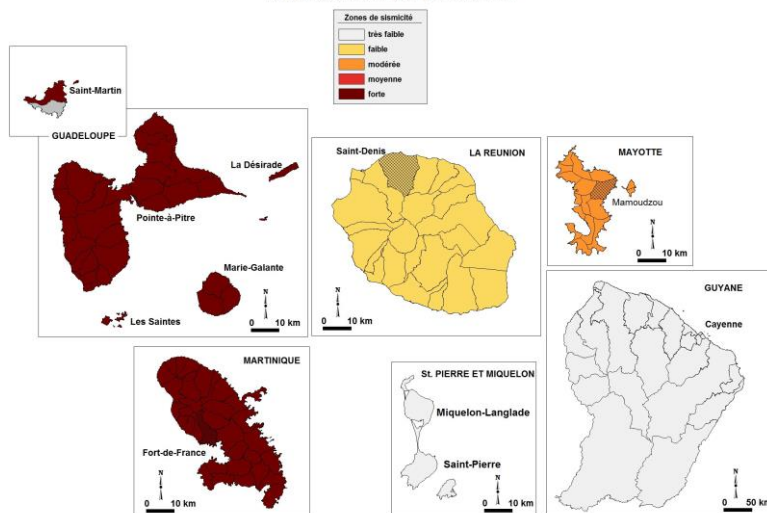 Zones de sismicité
très faible
faible
modérée
moyenne
forte
Saint-Martin
GUADELOUPE
La Désirade
Pointe-à-Pitre
Marie-Galante
Les Saintes
N
0 10 km
Saint-Denis
LA REUNION
N
0 10 km
MAYOTTE
Mamoudzou
N
0 10 km
MARTINIQUE
Fort-de-France
N
0 10 km
St. PIERRE ET MIQUELON
Miquelon-Langlade
Saint-Pierre
N
0 10 km
GUYANE
Cayenne
N
0 50 km